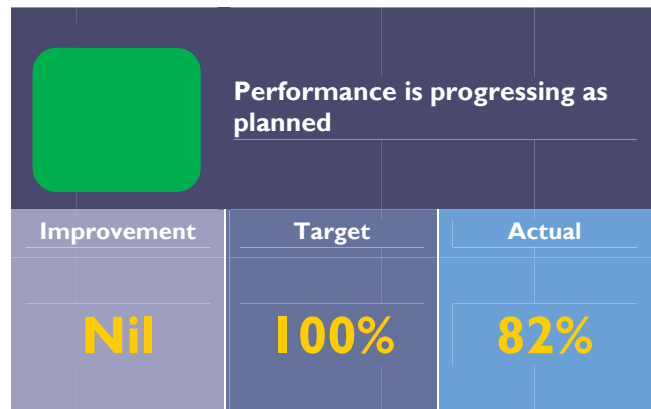 Performance is progressing as
planned
Improvement Target Actual
Nil 100% 82%